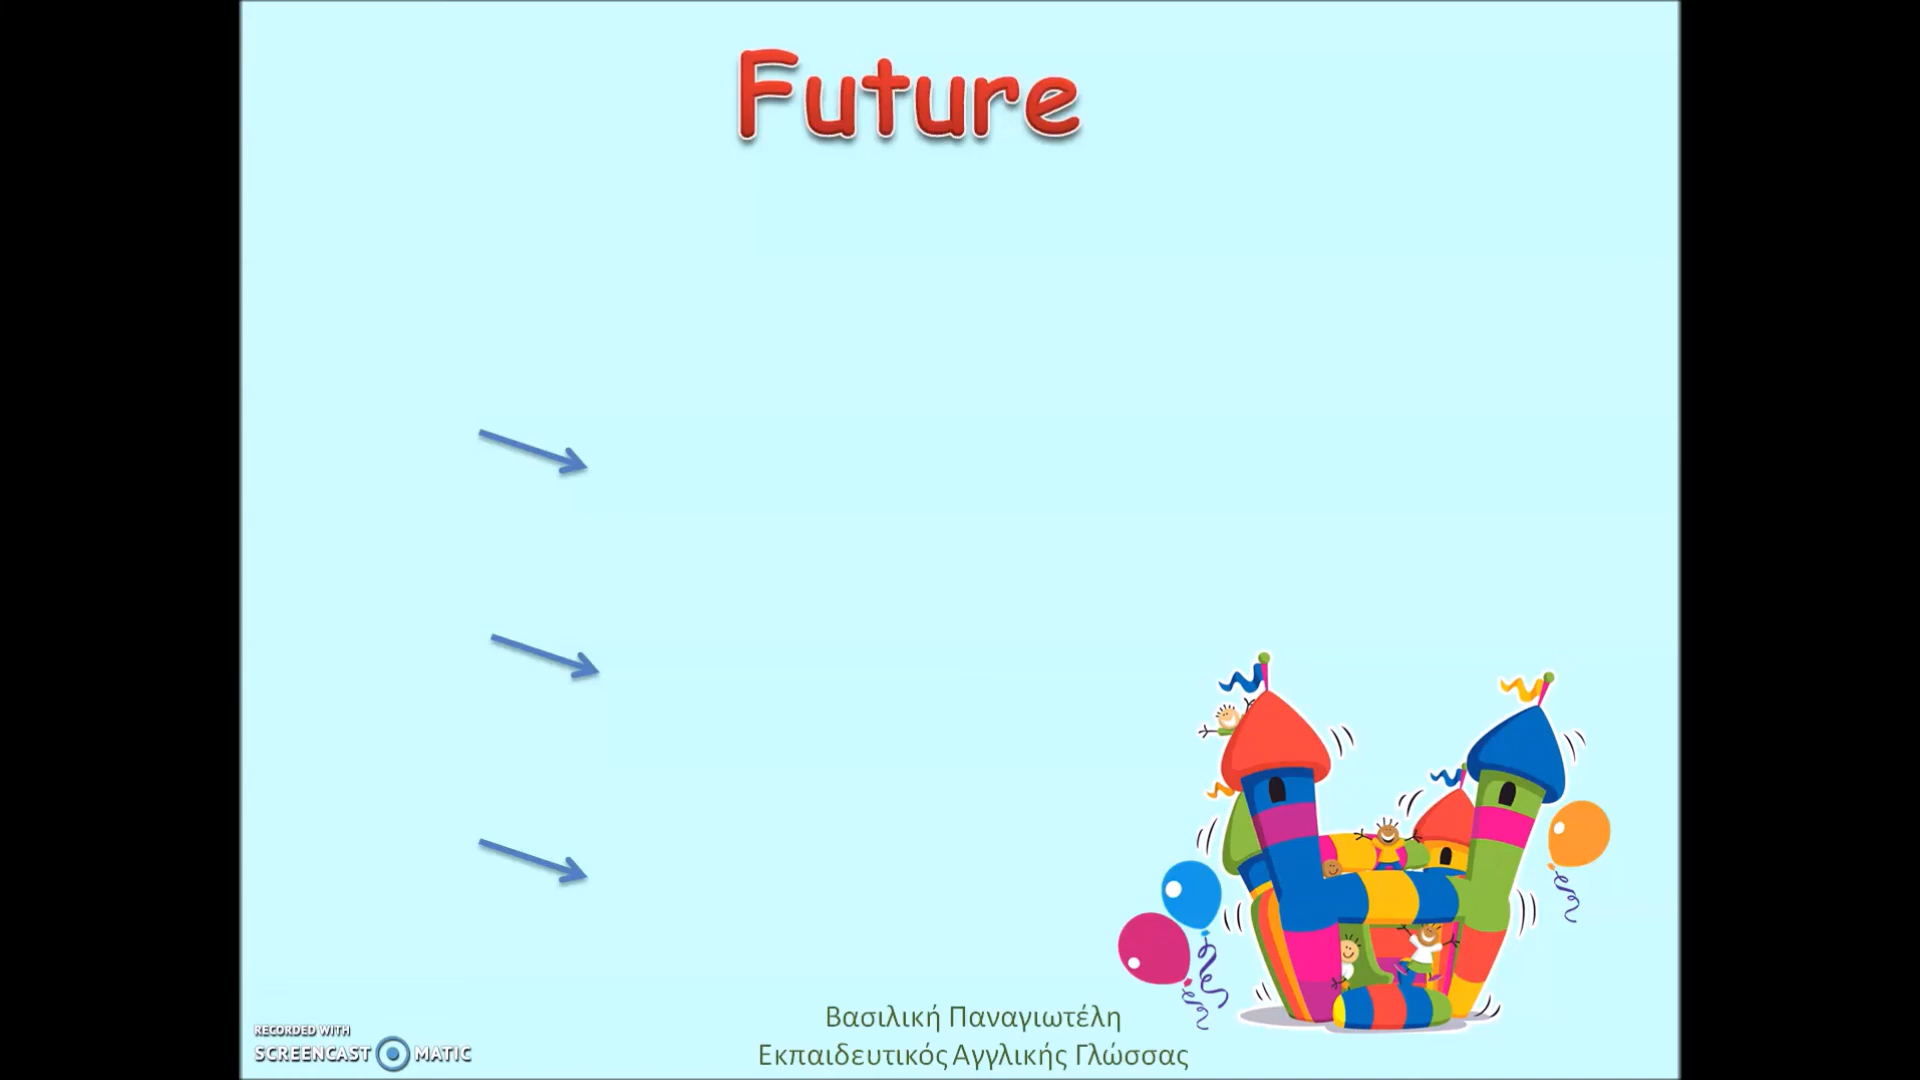 Future
Βασιλική Παναγιωτέλη
Εκπαιδευτικός Αγγλικής Γλώσσας
RECORDED WITH
SCREENCAST MATIC